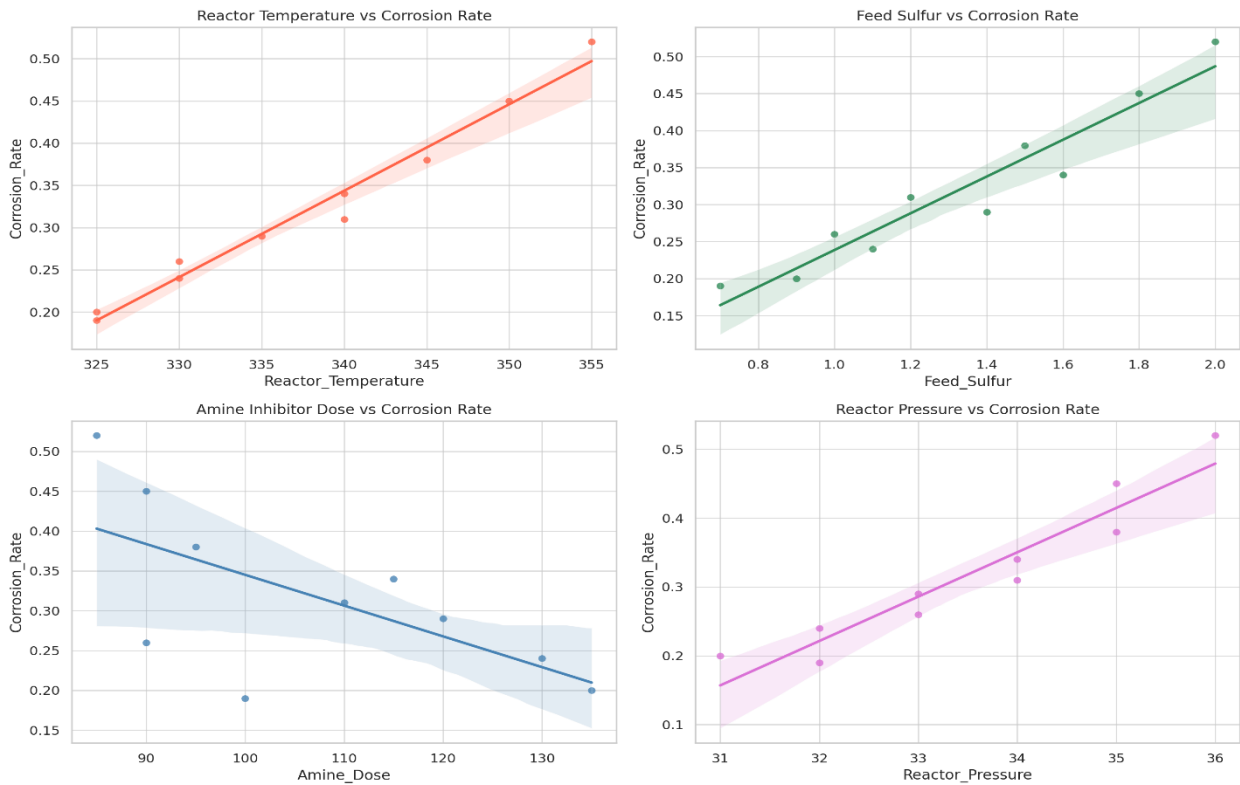 Reactor Temperature vs Corrosion Rate
Corrosion_Rate
0.50
0.45
0.40
0.35
0.30
0.25
0.20
325 330 335 340 345 350 355
Reactor_Temperature
Feed Sulfur vs Corrosion Rate
Corrosion_Rate
0.50
0.45
0.40
0.35
0.30
0.25
0.20
0.15
0.8 1.0 1.2 1.4 1.6 1.8 2.0
Feed_Sulfur
Amine Inhibitor Dose vs Corrosion Rate
Corrosion_Rate
0.50
0.45
0.40
0.35
0.30
0.25
0.20
0.15
90 100 110 120 130
Amine_Dose
Reactor Pressure vs Corrosion Rate
Corrosion_Rate
0.5
0.4
0.3
0.2
0.1
31 32 33 34 35 36
Reactor_Pressure